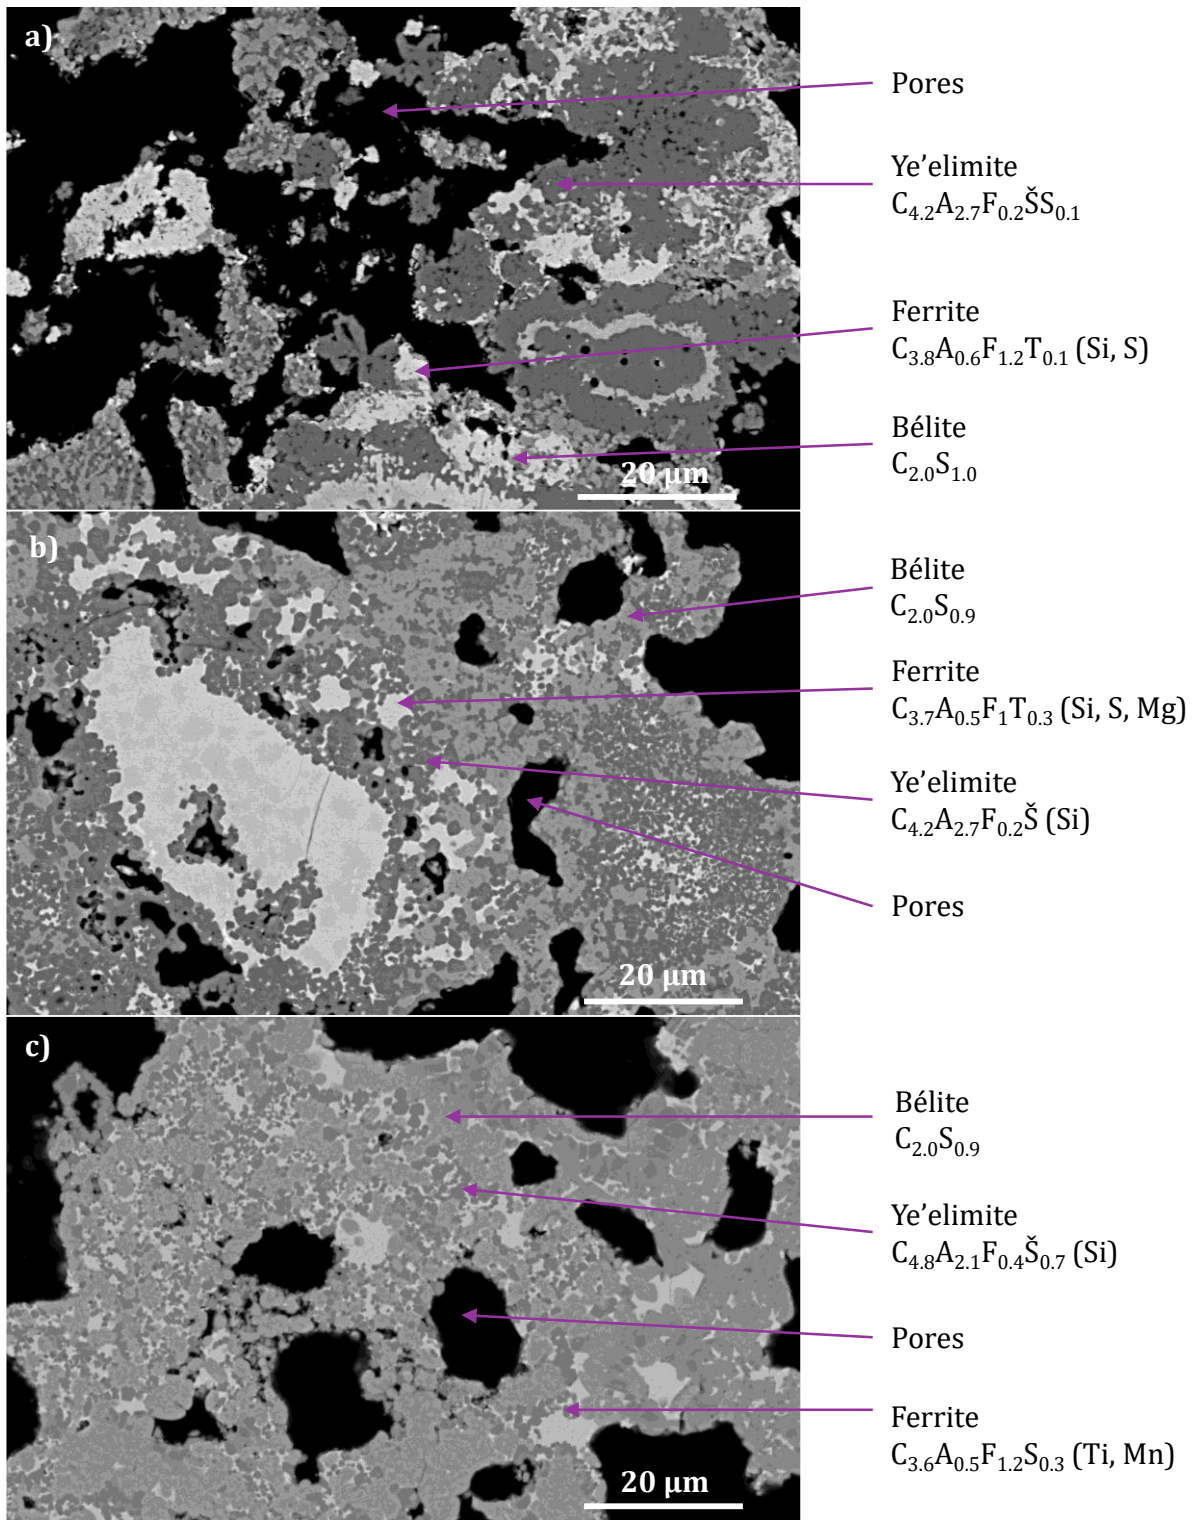 a)
Pores
Ye’elimite
C4.2A2.7F0.2ŠS0.1
Ferrite
C3.8A0.6F1.2T0.1 (Si, S)
Bélite
C2.0S1.0
20 µm
b)
Bélite
C2.0S0.9
Ferrite
C3.7A0.5F1T0.3 (Si, S, Mg)
Ye’elimite
C4.2A2.7F0.2Š (Si)
Pores
20 µm
c)
Bélite
C2.0S0.9
Ye’elimite
C4.8A2.1F0.4Š0.7 (Si)
Pores
Ferrite
C3.6A0.5F1.2S0.3 (Ti, Mn)
20 µm